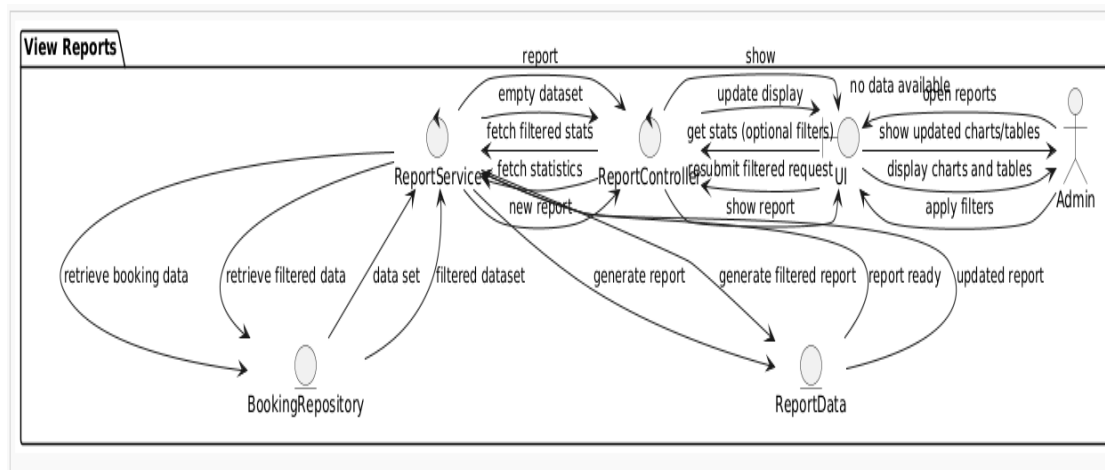 View Reports
report
show
no data available
open reports
empty dataset
update display
fetch filtered stats
get stats (optional filters)
show updated charts/tables
fetch statistics
resubmit filtered request
display charts and tables
ReportService
ReportController
UI
Admin
new report
show report
apply filters
retrieve booking data
retrieve filtered data
data set
filtered dataset
generate report
generate filtered report
report ready
updated report
BookingRepository
ReportData